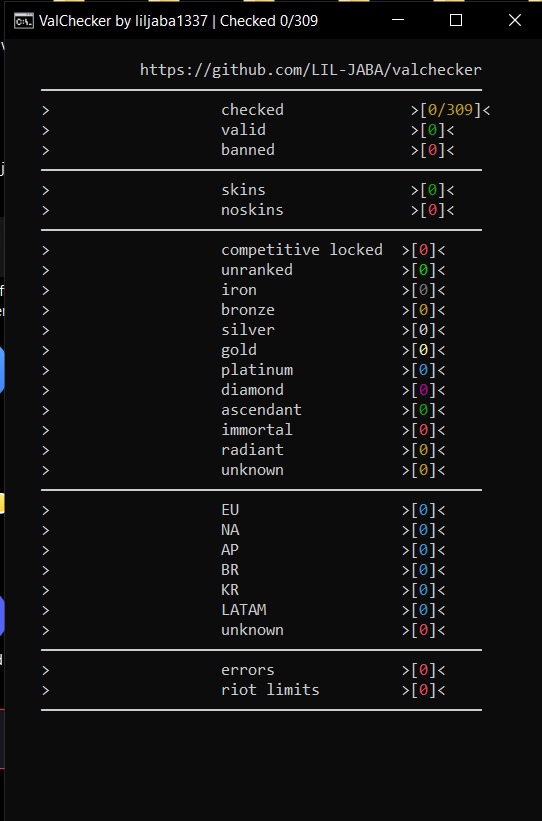 ValChecker by liljaba1337 | Checked 0/309
https://github.com/LIL-JABA/valchecker
> checked >[0/309]<
> valid >[0]<
> banned >[0]<
> skins >[0]<
> noskins >[0]<
> competitive locked >[0]<
> unranked >[0]<
> iron >[0]<
> bronze >[0]<
> silver >[0]<
> gold >[0]<
> platinum >[0]<
> diamond >[0]<
> ascendant >[0]<
> immortal >[0]<
> radiant >[0]<
> unknown >[0]<
> EU >[0]<
> NA >[0]<
> AP >[0]<
> BR >[0]<
> KR >[0]<
> LATAM >[0]<
> unknown >[0]<
> errors >[0]<
> riot limits >[0]<